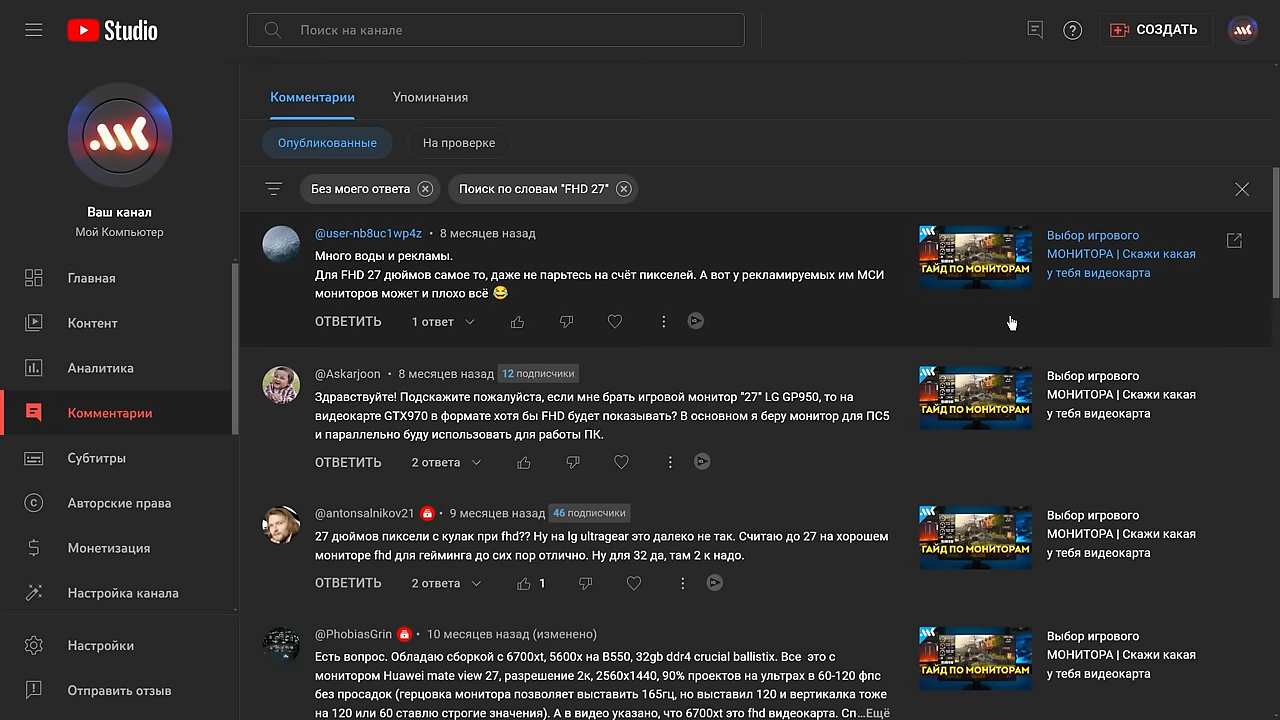 Studio
Поиск на канале
СОЗДАТЬ
Ваш канал
Мой Компьютер
Главная
Контент
Аналитика
Комментарии
Субтитры
Авторские права
Монетизация
Настройка канала
Настройки
Отправить отзыв
Комментарии
Упоминания
Опубликованные
На проверке
Без моего ответа
Поиск по словам "FHD 27"
@user-nb8uc1wp4z • 8 месяцев назад
Много воды и рекламы.
Для FHD 27 дюймов самое то, даже не парьтесь на счёт пикселей. А вот у рекламируемых им МСИ
мониторов может и плохо всё 😂
ОТВЕТИТЬ 1 ответ
ГАЙД ПО МОНИТОРАМ
Выбор игрового
МОНИТОРА | Скажи какая
у тебя видеокарта
@Askarjoon • 8 месяцев назад 12 подписчики
Здравствуйте! Подскажите пожалуйста, если мне брать игровой монитор "27" LG GP950, то на
видеокарте GTX970 в формате хотя бы FHD будет показывать? В основном я беру монитор для ПС5
и параллельно буду использовать для работы ПК.
ОТВЕТИТЬ 2 ответа
ГАЙД ПО МОНИТОРАМ
Выбор игрового
МОНИТОРА | Скажи какая
у тебя видеокарта
@antonsalnikov21 • 9 месяцев назад 46 подписчики
27 дюймов пиксели с кулак при fhd?? Ну на lg ultragear это далеко не так. Считаю до 27 на хорошем
мониторе fhd для гейминга до сих пор отлично. Ну для 32 да, там 2 к надо.
ОТВЕТИТЬ 2 ответа 1
ГАЙД ПО МОНИТОРАМ
Выбор игрового
МОНИТОРА | Скажи какая
у тебя видеокарта
@PhobiasGrin • 10 месяцев назад (изменено)
Есть вопрос. Обладаю сборкой с 6700xt, 5600x на B550, 32gb ddr4 crucial ballistix. Все это с
монитором Huawei mate view 27, разрешение 2к, 2560x1440, 90% проектов на ультрах в 60-120 фпс
без просадок (герцовка монитора позволяет выставить 165гц, но выставил 120 и вертикалка тоже
на 120 или 60 ставлю строгие значения). А в видео указано, что 6700xt это fhd видеокарта. Сп...Ещё
ГАЙД ПО МОНИТОРАМ
Выбор игрового
МОНИТОРА | Скажи какая
у тебя видеокарта